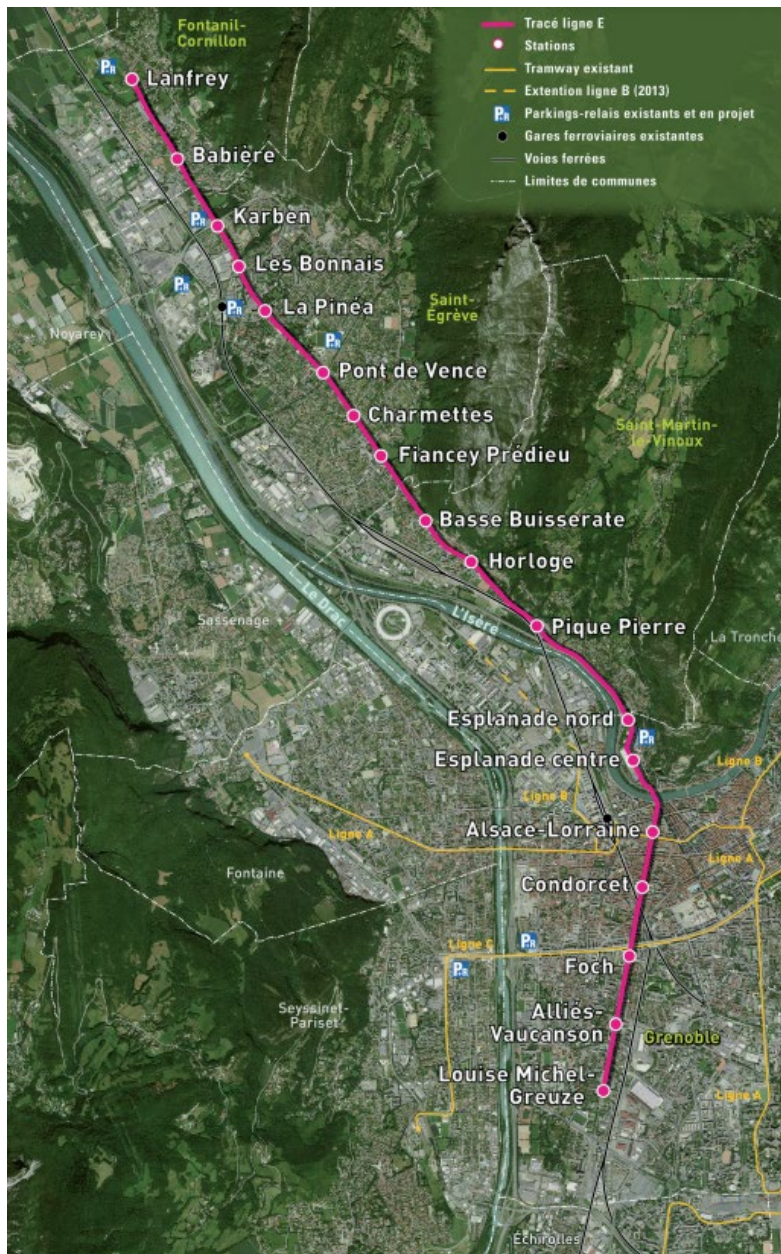 Fontanil-
Cornillon
Tracé ligne E
Stations
Tramway existant
Extention ligne B (2013)
P+R Parkings-relais existants et en projet
Gares ferroviaires existantes
Voies ferrées
Limites de communes
P+R
Lanfrey
Babière
P+R
Karben
Les Bonnais
P+R
P+R
La Pinéa
Saint-
Egrève
Noyarey
P+R
Pont de Vence
Charmettes
Saint-Martin-
le-Vinoux
Fiancey Prédieu
Basse Buisserate
Horloge
Le Drac
L'Isère
Sassenage
Pique Pierre
La Tronche
Esplanade nord
P+R
Esplanade centre
Ligne B
Ligne B
Ligne A
Alsace-Lorraine
Ligne A
Fontaine
Condorcet
Ligne C
P+R
P+R
Foch
Seyssinet-
Pariset
Alliés-
Vaucanson
Grenoble
Louise Michel-
Greuze
Ligne A
Échirolles